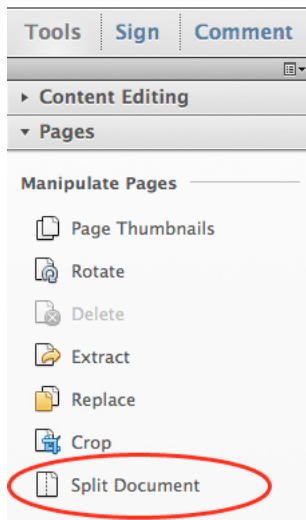 Tools Sign Comment
Content Editing
Pages
Manipulate Pages
Page Thumbnails
Rotate
Delete
Extract
Replace
Crop
Split Document